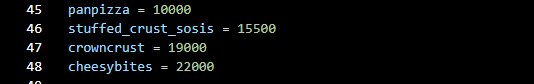 45 panpizza = 10000
46 stuffed_crust_sosis = 15500
47 crowncrust = 19000
48 cheesybites = 22000